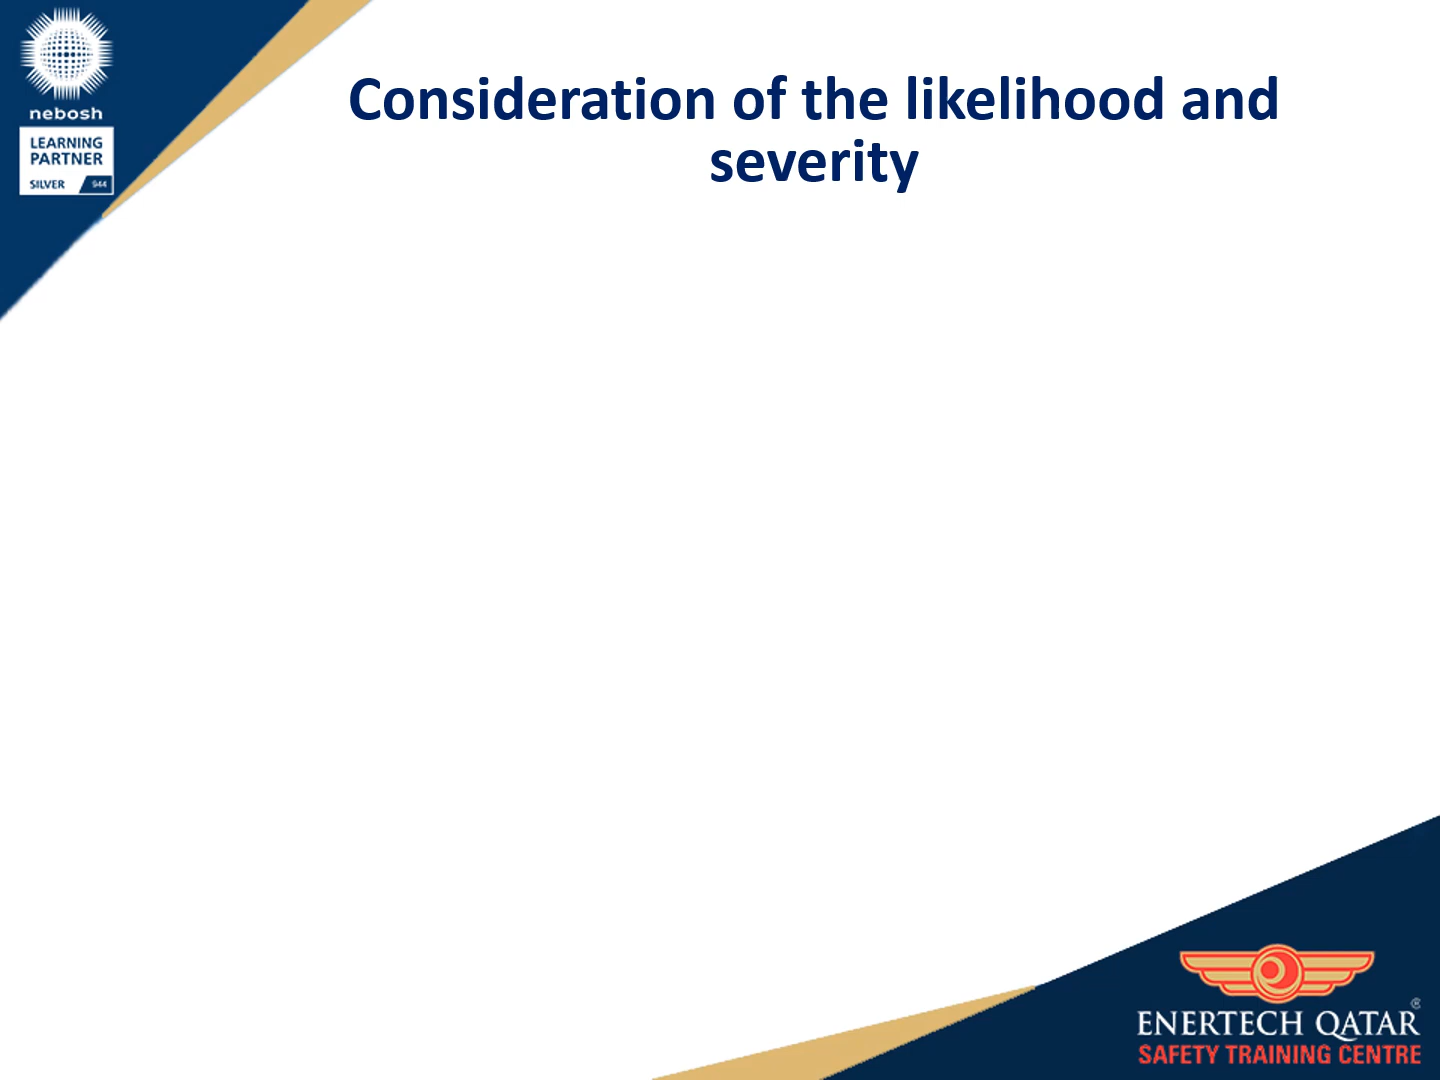 nebosh
LEARNING
PARTNER
SILVER 944
Consideration of the likelihood and
severity
ENERTECH QATAR®
SAFETY TRAINING CENTRE